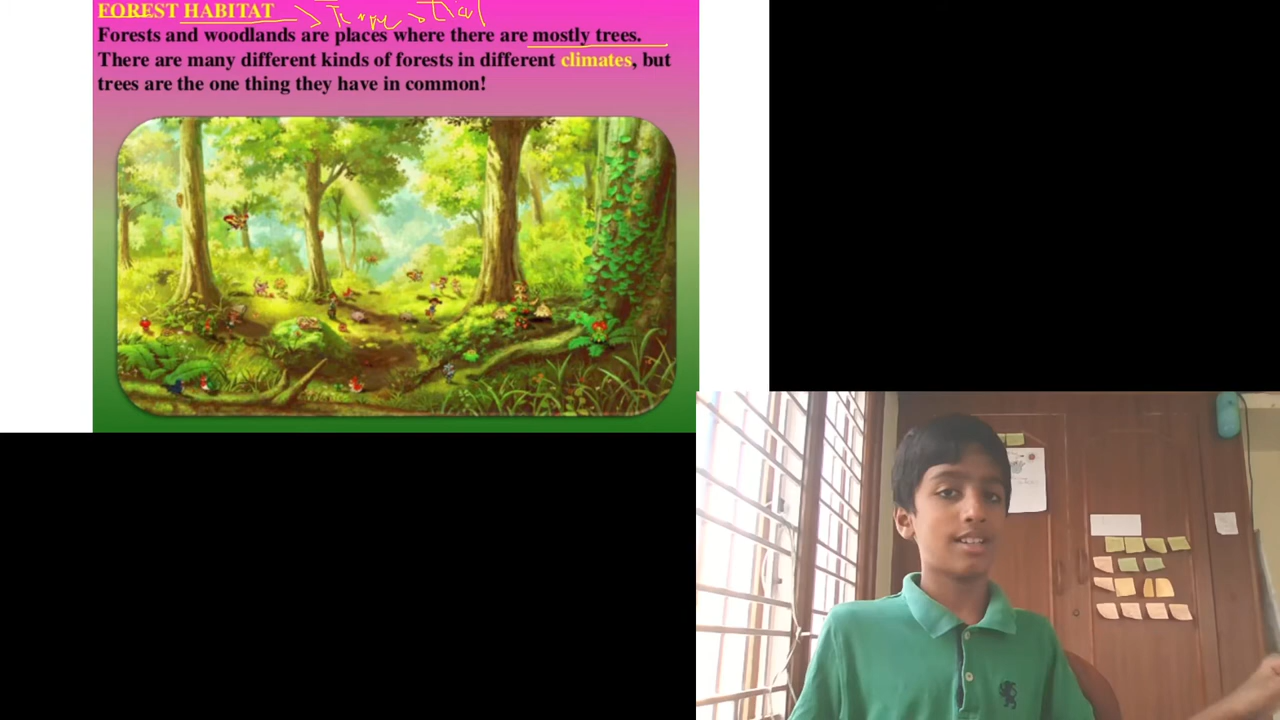 FOREST HABITAT
Forests and woodlands are places where there are mostly trees.
There are many different kinds of forests in different climates, but
trees are the one thing they have in common!